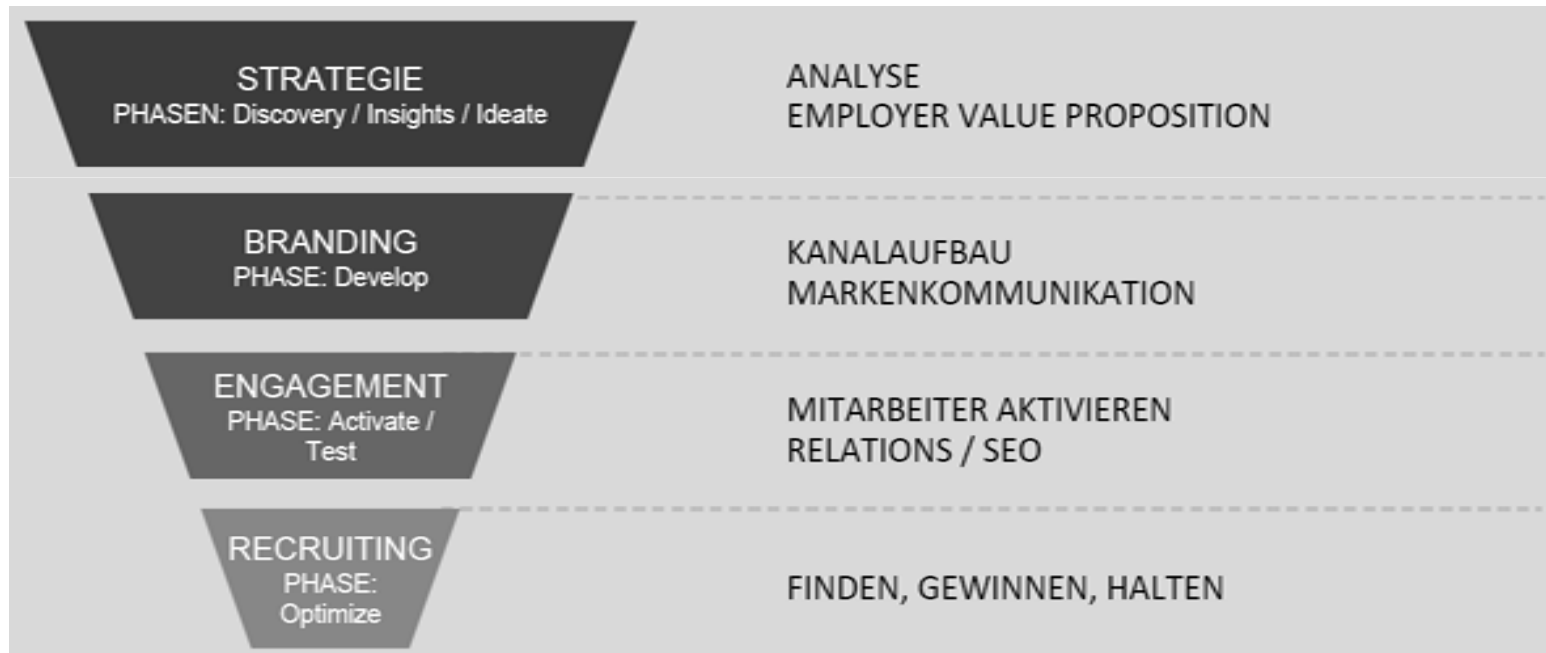 STRATEGIE
PHASEN: Discovery / Insights / Ideate
ANALYSE
EMPLOYER VALUE PROPOSITION
BRANDING
PHASE: Develop
KANALAUFBAU
MARKENKOMMUNIKATION
ENGAGEMENT
PHASE: Activate /
Test
MITARBEITER AKTIVIEREN
RELATIONS / SEO
RECRUITING
PHASE:
Optimize
FINDEN, GEWINNEN, HALTEN